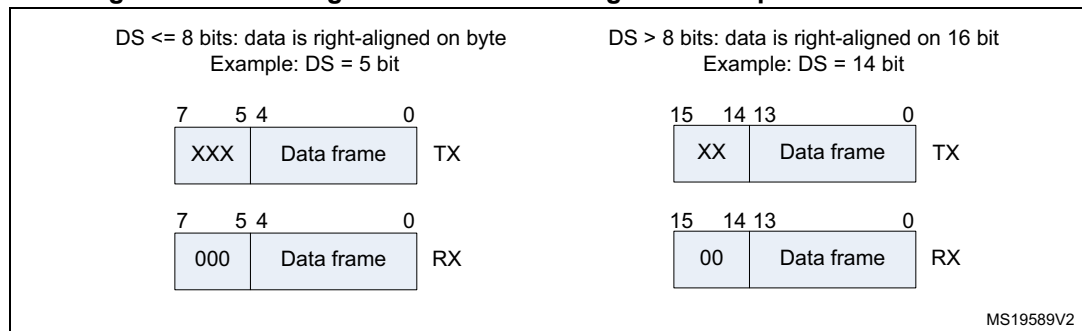 DS <= 8 bits: data is right-aligned on byte
Example: DS = 5 bit
7 5 4 0
XXX Data frame TX
7 5 4 0
000 Data frame RX
DS > 8 bits: data is right-aligned on 16 bit
Example: DS = 14 bit
15 14 13 0
XX Data frame TX
15 14 13 0
00 Data frame RX
MS19589V2